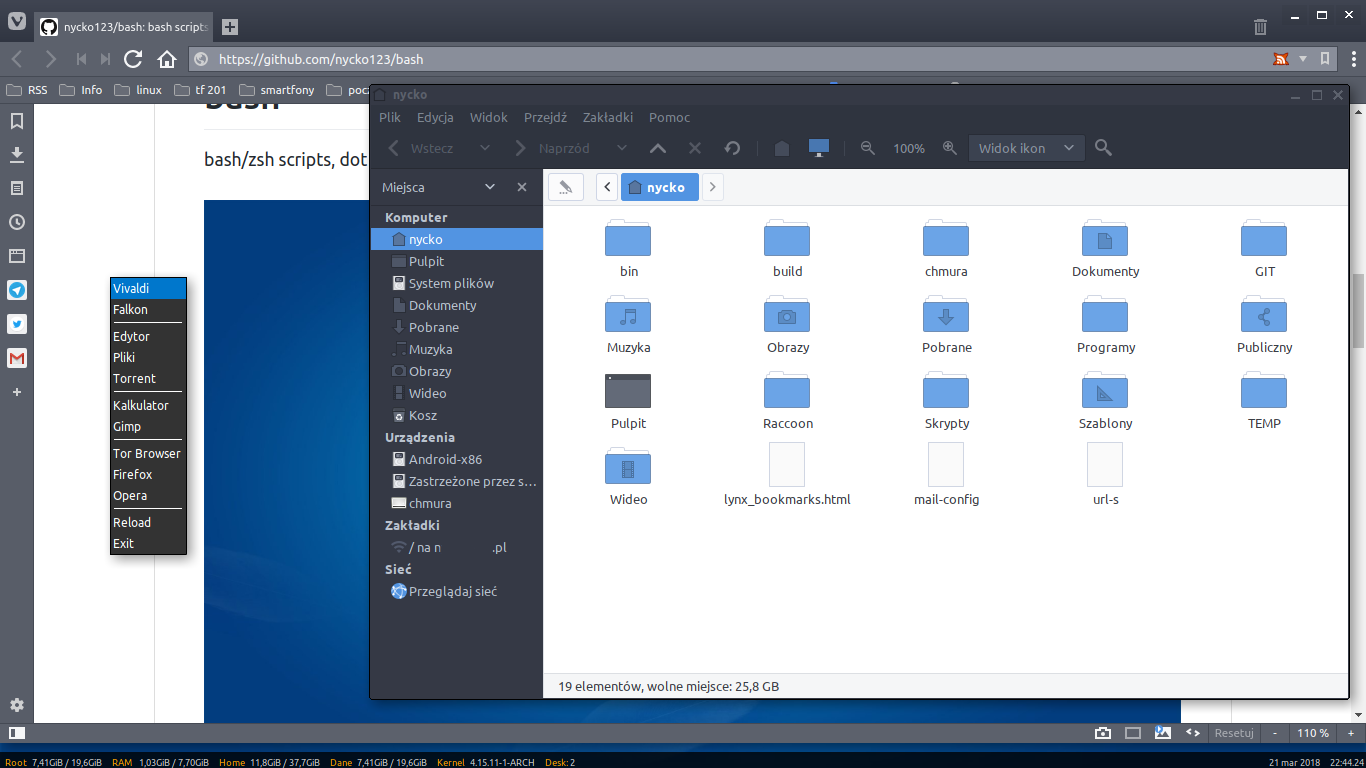 nycko123/bash: bash scripts
https://github.com/nycko123/bash
RSS Info linux tf 201 smartfony pocz
bash
bash/zsh scripts, dot
Vivaldi
Falkon
Edytor
Pliki
Torrent
Kalkulator
Gimp
Tor Browser
Firefox
Opera
Reload
Exit
nycko
Plik Edycja Widok Przejdź Zakładki Pomoc
Wstecz Naprzód 100% Widok ikon
Miejsca
nycko
Komputer
nycko
Pulpit
System plików
Dokumenty
Pobrane
Muzyka
Obrazy
Wideo
Kosz
Urządzenia
Android-x86
Zastrzeżone przez s...
chmura
Zakładki
/ na n .pl
Sieć
Przeglądaj sieć
bin build chmura Dokumenty GIT
Muzyka Obrazy Pobrane Programy Publiczny
Pulpit Raccoon Skrypty Szablony TEMP
Wideo lynx_bookmarks.html mail-config url-s
19 elementów, wolne miejsce: 25,8 GB
Resetuj - 110 % +
Root 7,41GiB / 19,6GiB RAM 1,03GiB / 7,70GiB Home 11,8GiB / 37,7GiB Dane 7,41GiB / 19,6GiB Kernel 4.15.11-1-ARCH Desk: 2 21 mar 2018 22:44.24